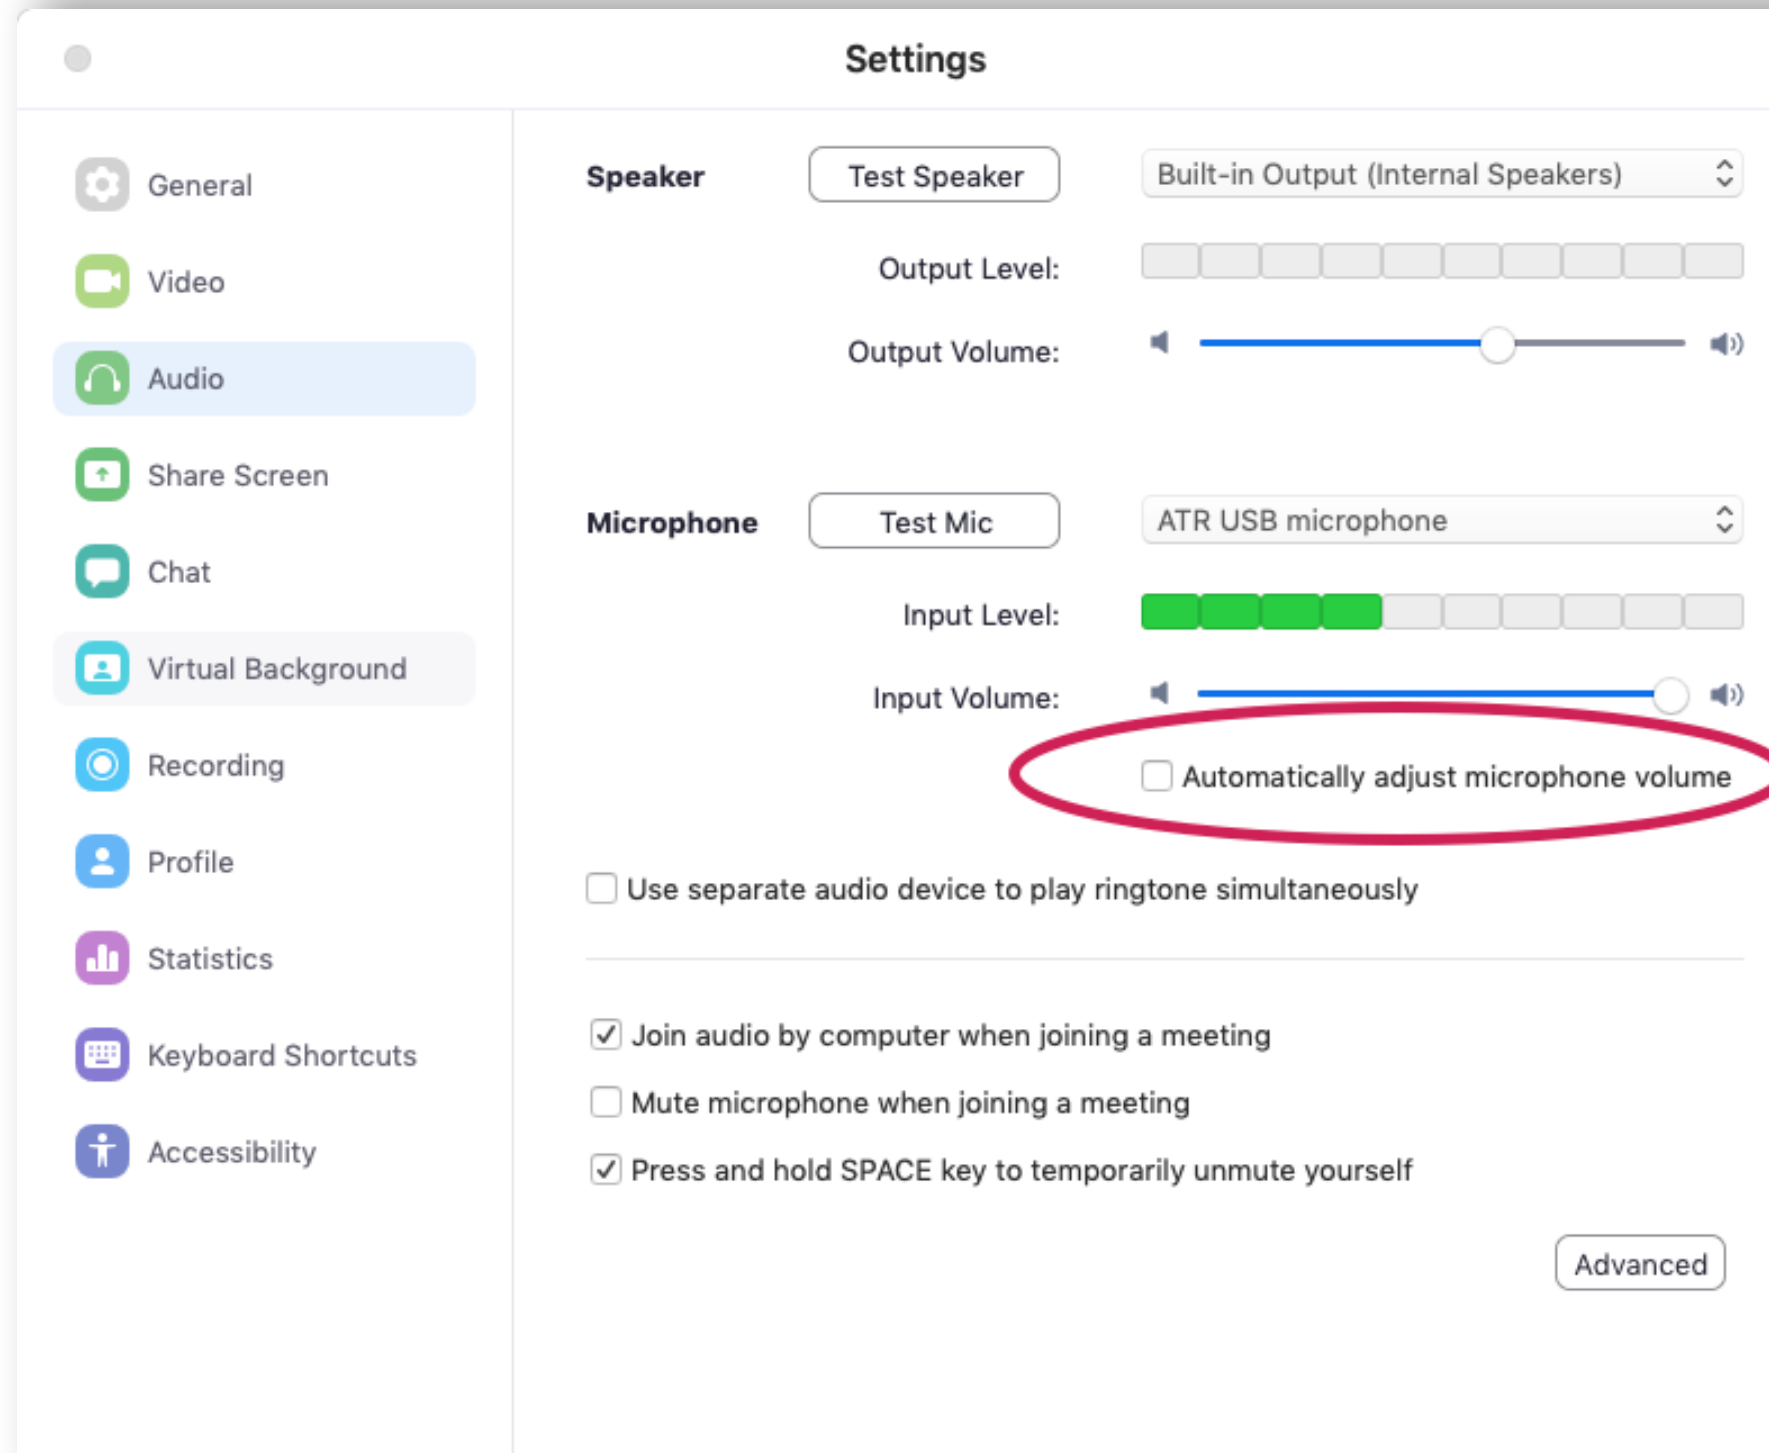 Settings
General
Video
Audio
Share Screen
Chat
Virtual Background
Recording
Profile
Statistics
Keyboard Shortcuts
Accessibility
Speaker Test Speaker Built-in Output (Internal Speakers)
Output Level:
Output Volume:
Microphone Test Mic ATR USB microphone
Input Level:
Input Volume:
Automatically adjust microphone volume
Use separate audio device to play ringtone simultaneously
Join audio by computer when joining a meeting
Mute microphone when joining a meeting
Press and hold SPACE key to temporarily unmute yourself
Advanced